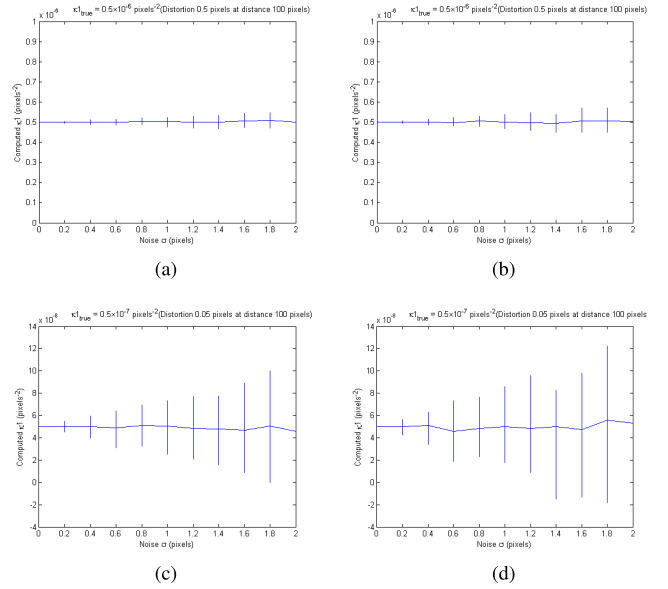 κ1true = 0.5×10-6 pixels-2(Distortion 0.5 pixels at distance 100 pixels)
x 10-6
1
0.9
0.8
0.7
0.6
0.5
0.4
0.3
0.2
0.1
0
Computed κ1 (pixels-2)
0 0.2 0.4 0.6 0.8 1 1.2 1.4 1.6 1.8 2
Noise σ (pixels)
(a)
κ1true = 0.5×10-6 pixels-2(Distortion 0.5 pixels at distance 100 pixels)
x 10-6
1
0.9
0.8
0.7
0.6
0.5
0.4
0.3
0.2
0.1
0
Computed κ1 (pixels-2)
0 0.2 0.4 0.6 0.8 1 1.2 1.4 1.6 1.8 2
Noise σ (pixels)
(b)
κ1true = 0.5×10-7 pixels-2(Distortion 0.05 pixels at distance 100 pixels)
x 10-8
14
12
10
8
6
4
2
0
-2
-4
Computed κ1 (pixels-2)
0 0.2 0.4 0.6 0.8 1 1.2 1.4 1.6 1.8 2
Noise σ (pixels)
(c)
κ1true = 0.5×10-7 pixels-2(Distortion 0.05 pixels at distance 100 pixels
x 10-8
14
12
10
8
6
4
2
0
-2
-4
Computed κ1 (pixels-2)
0 0.2 0.4 0.6 0.8 1 1.2 1.4 1.6 1.8 2
Noise σ (pixels)
(d)